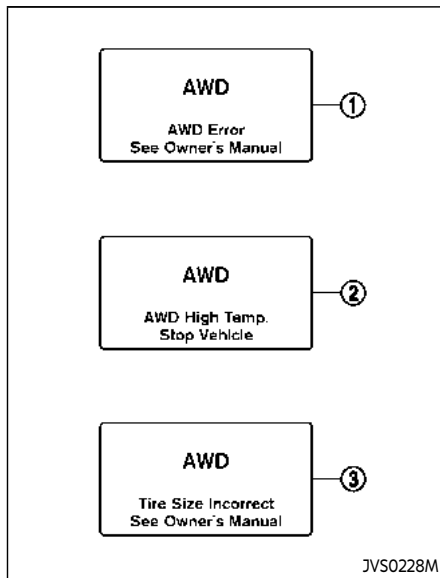 AWD
AWD Error
See Owner's Manual
1
AWD
AWD High Temp.
Stop Vehicle
2
AWD
Tire Size Incorrect
See Owner's Manual
3
JVS0228M